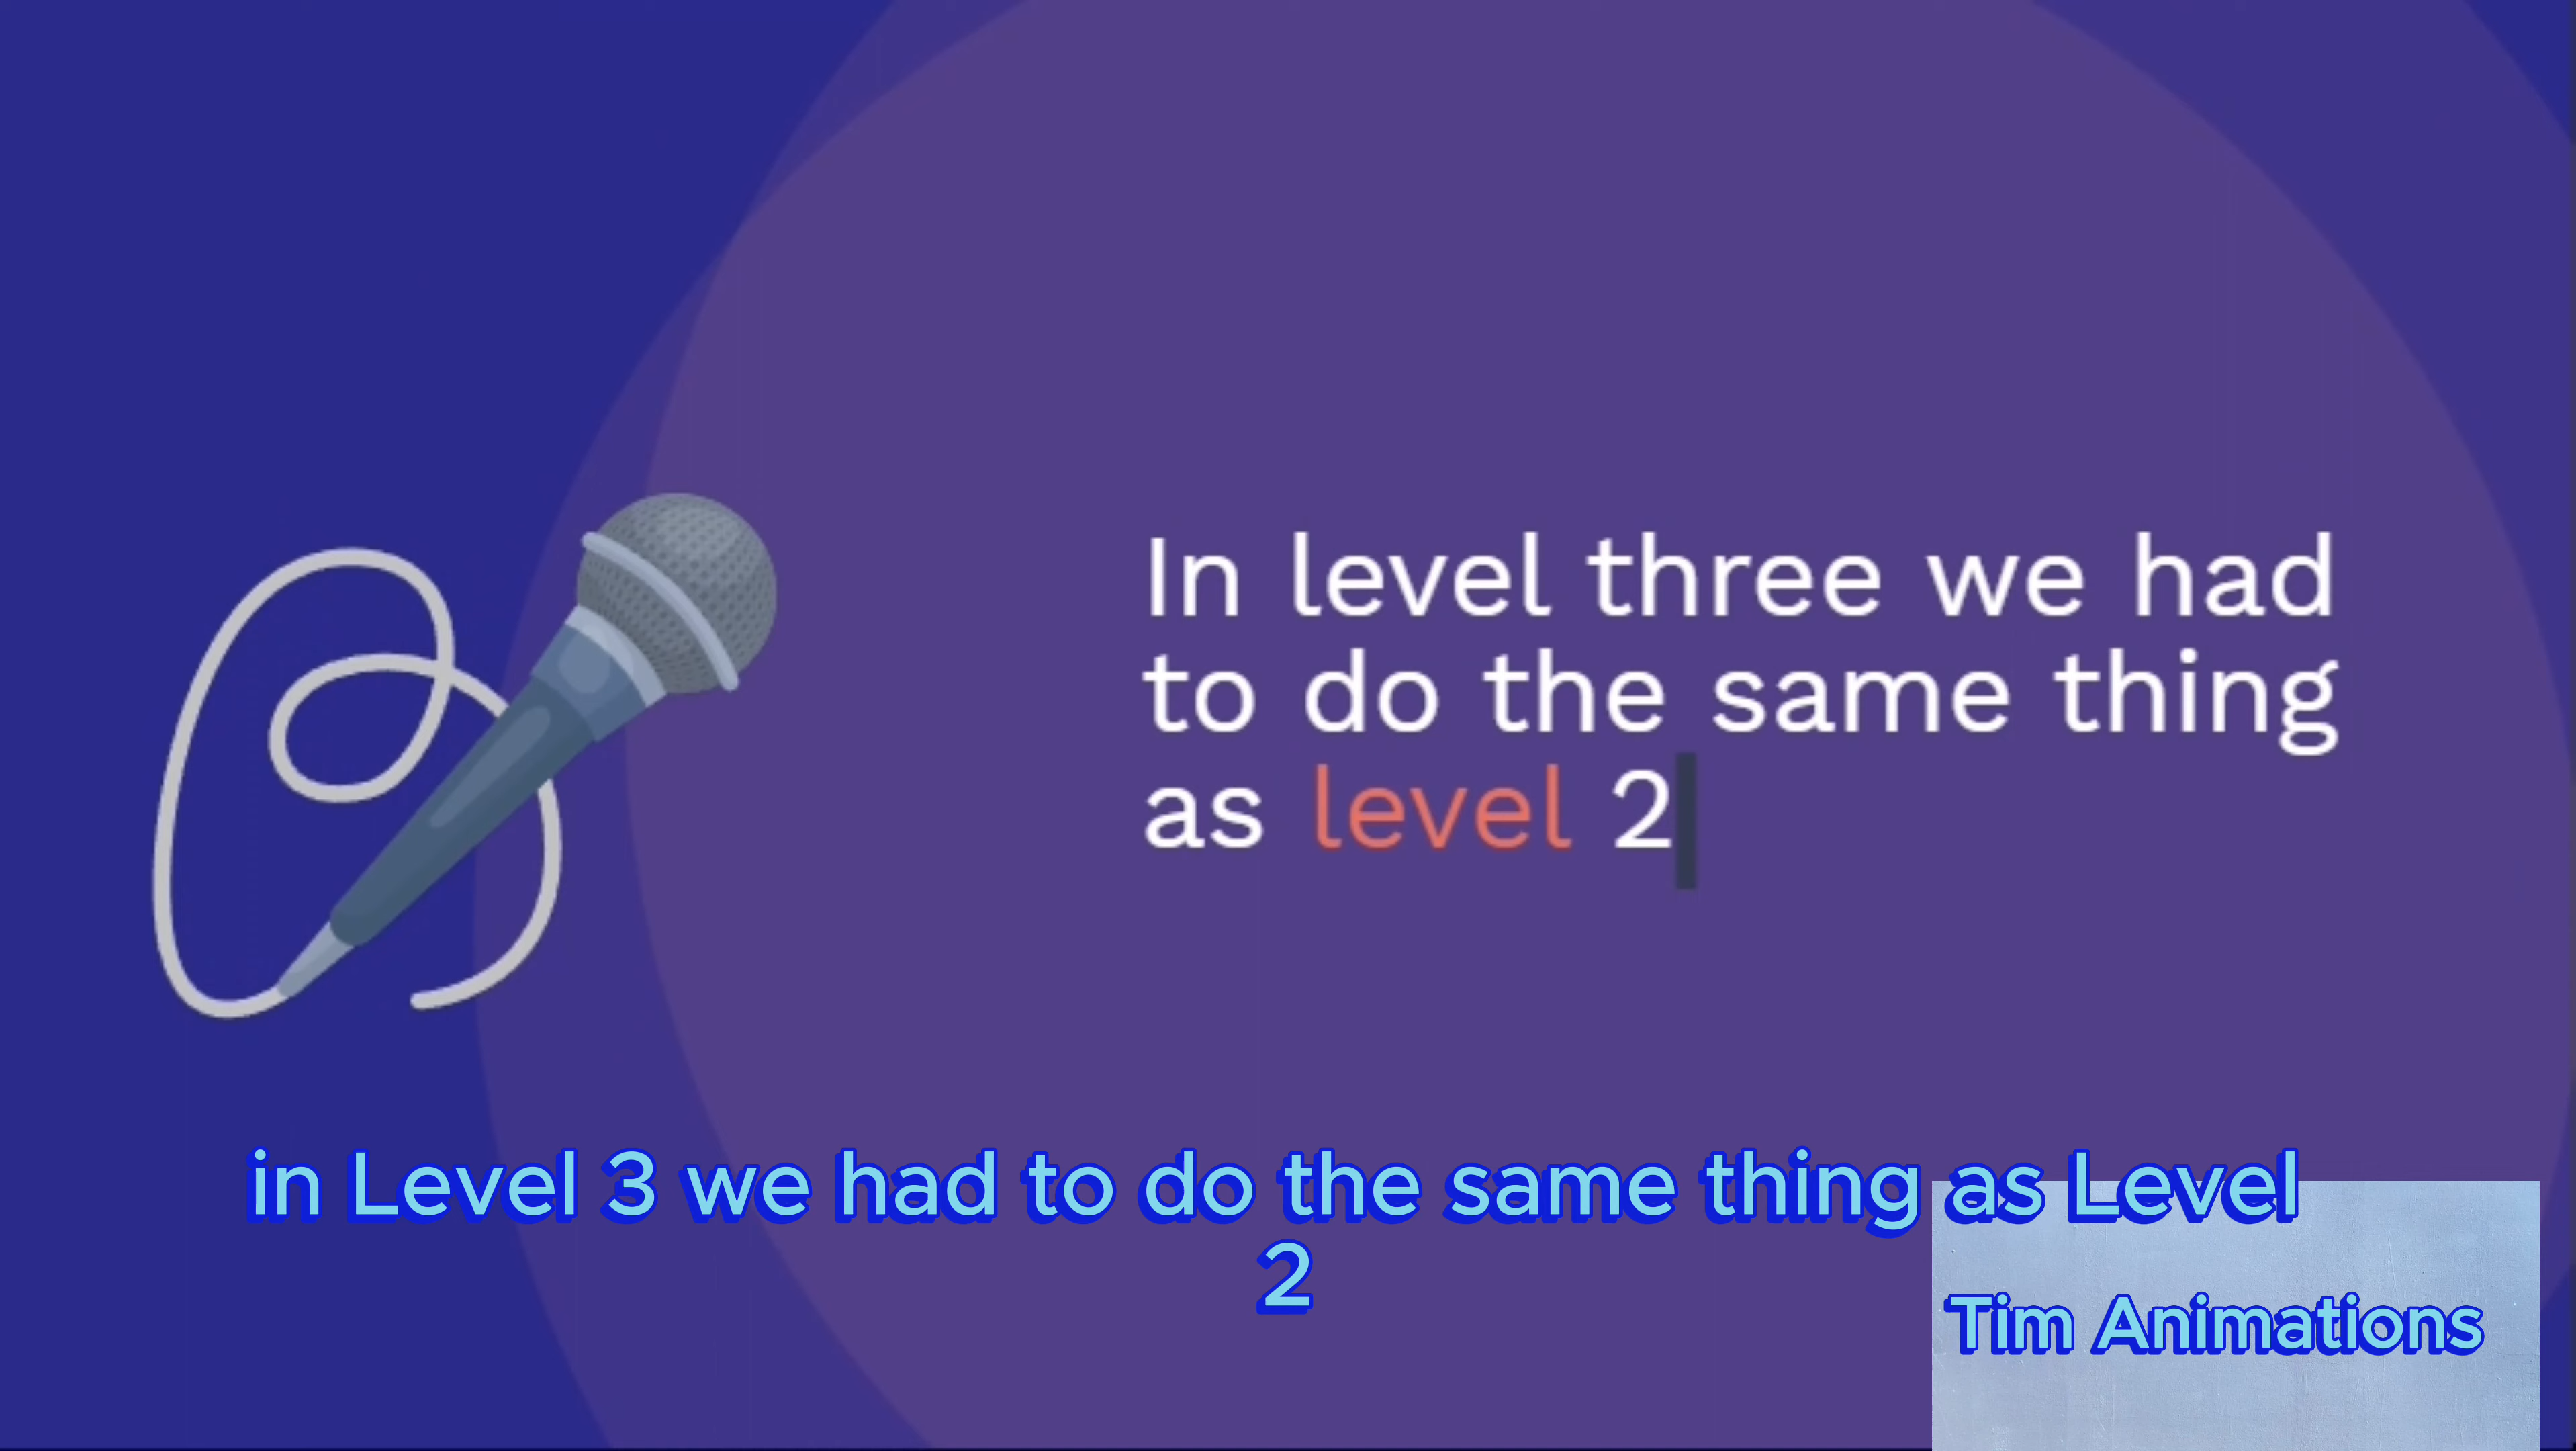 In level three we had
to do the same thing
as level 2
in Level 3 we had to do the same thing as Level
2
Tim Animations